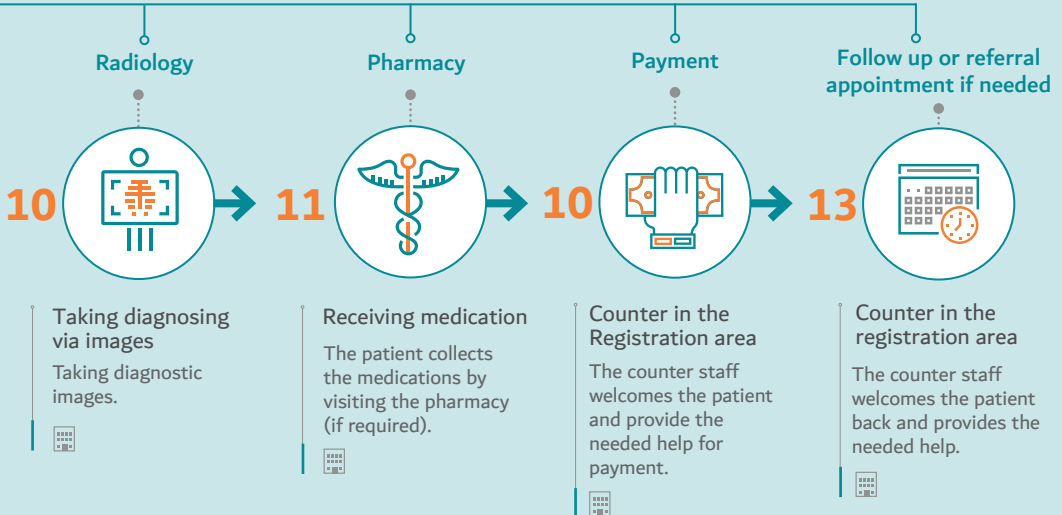 Radiology
Pharmacy
Payment
Follow up or referral
appointment if needed
10
11
10
13
Taking diagnosing
via images
Taking diagnostic
images.
Receiving medication
The patient collects
the medications by
visiting the pharmacy
(if required).
Counter in the
Registration area
The counter staff
welcomes the patient
and provide the
needed help for
payment.
Counter in the
registration area
The counter staff
welcomes the patient
back and provides the
needed help.